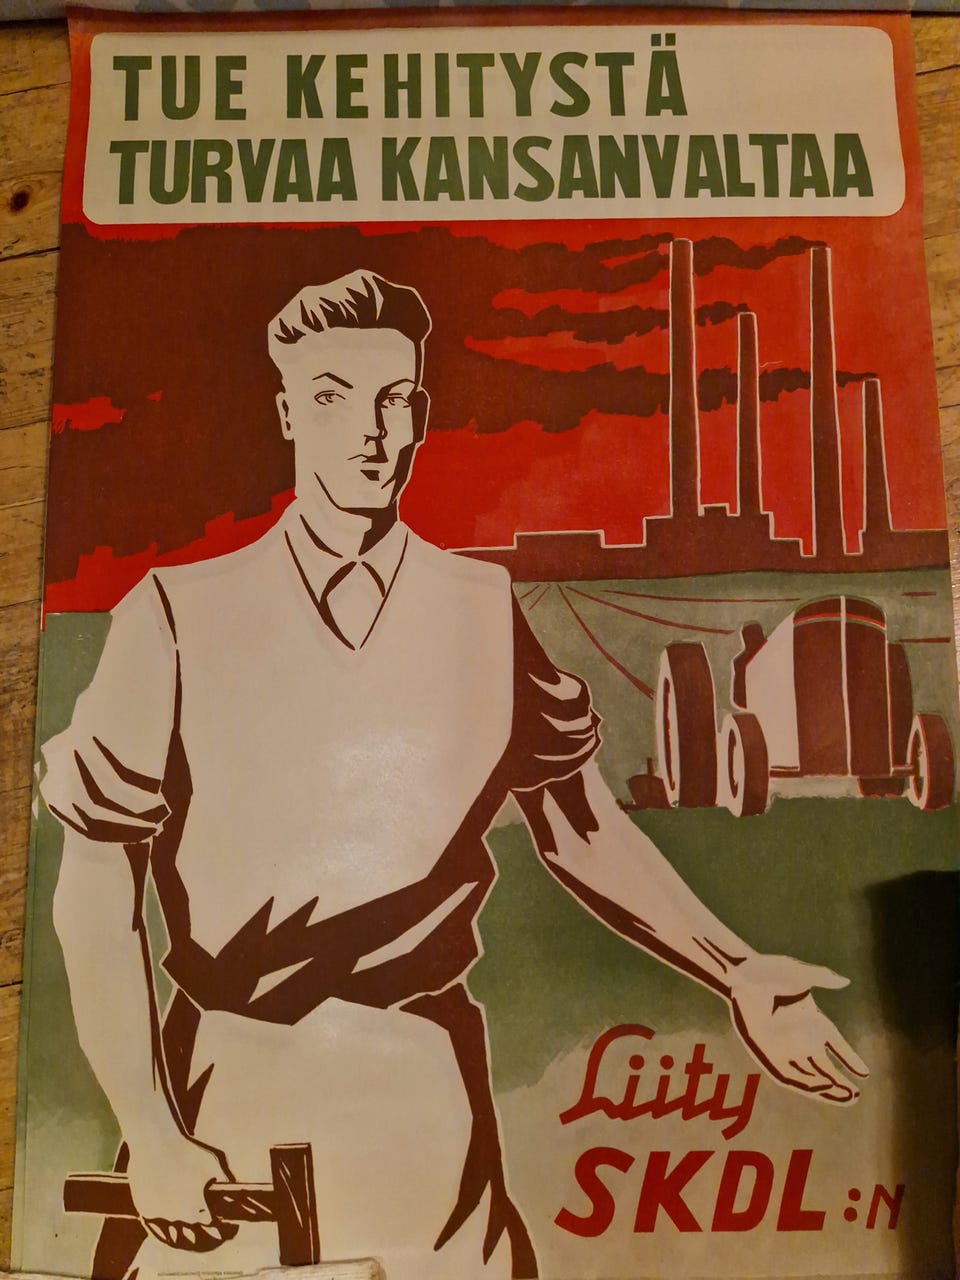 TUE KEHITYSTÄ
TURVAA KANSANVALTAA
Liity
SKDL:N